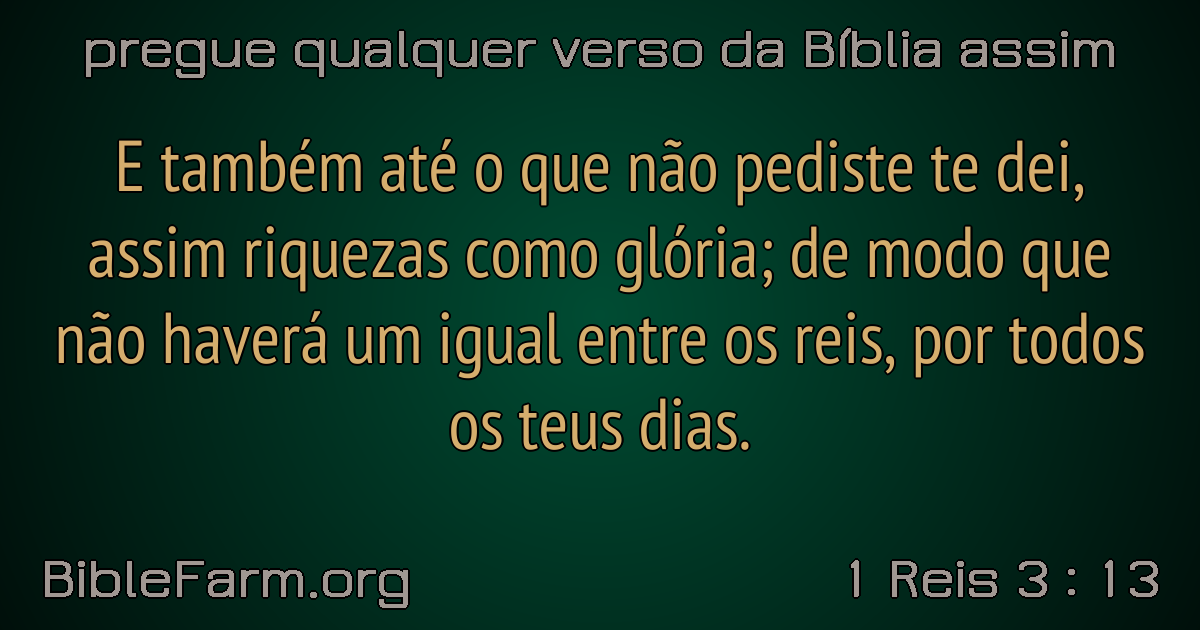 pregue qualquer verso da Bíblia assim
E também até o que não pediste te dei,
assim riquezas como glória; de modo que
não haverá um igual entre os reis, por todos
os teus dias.
BibleFarm.org
1 Reis 3 : 13